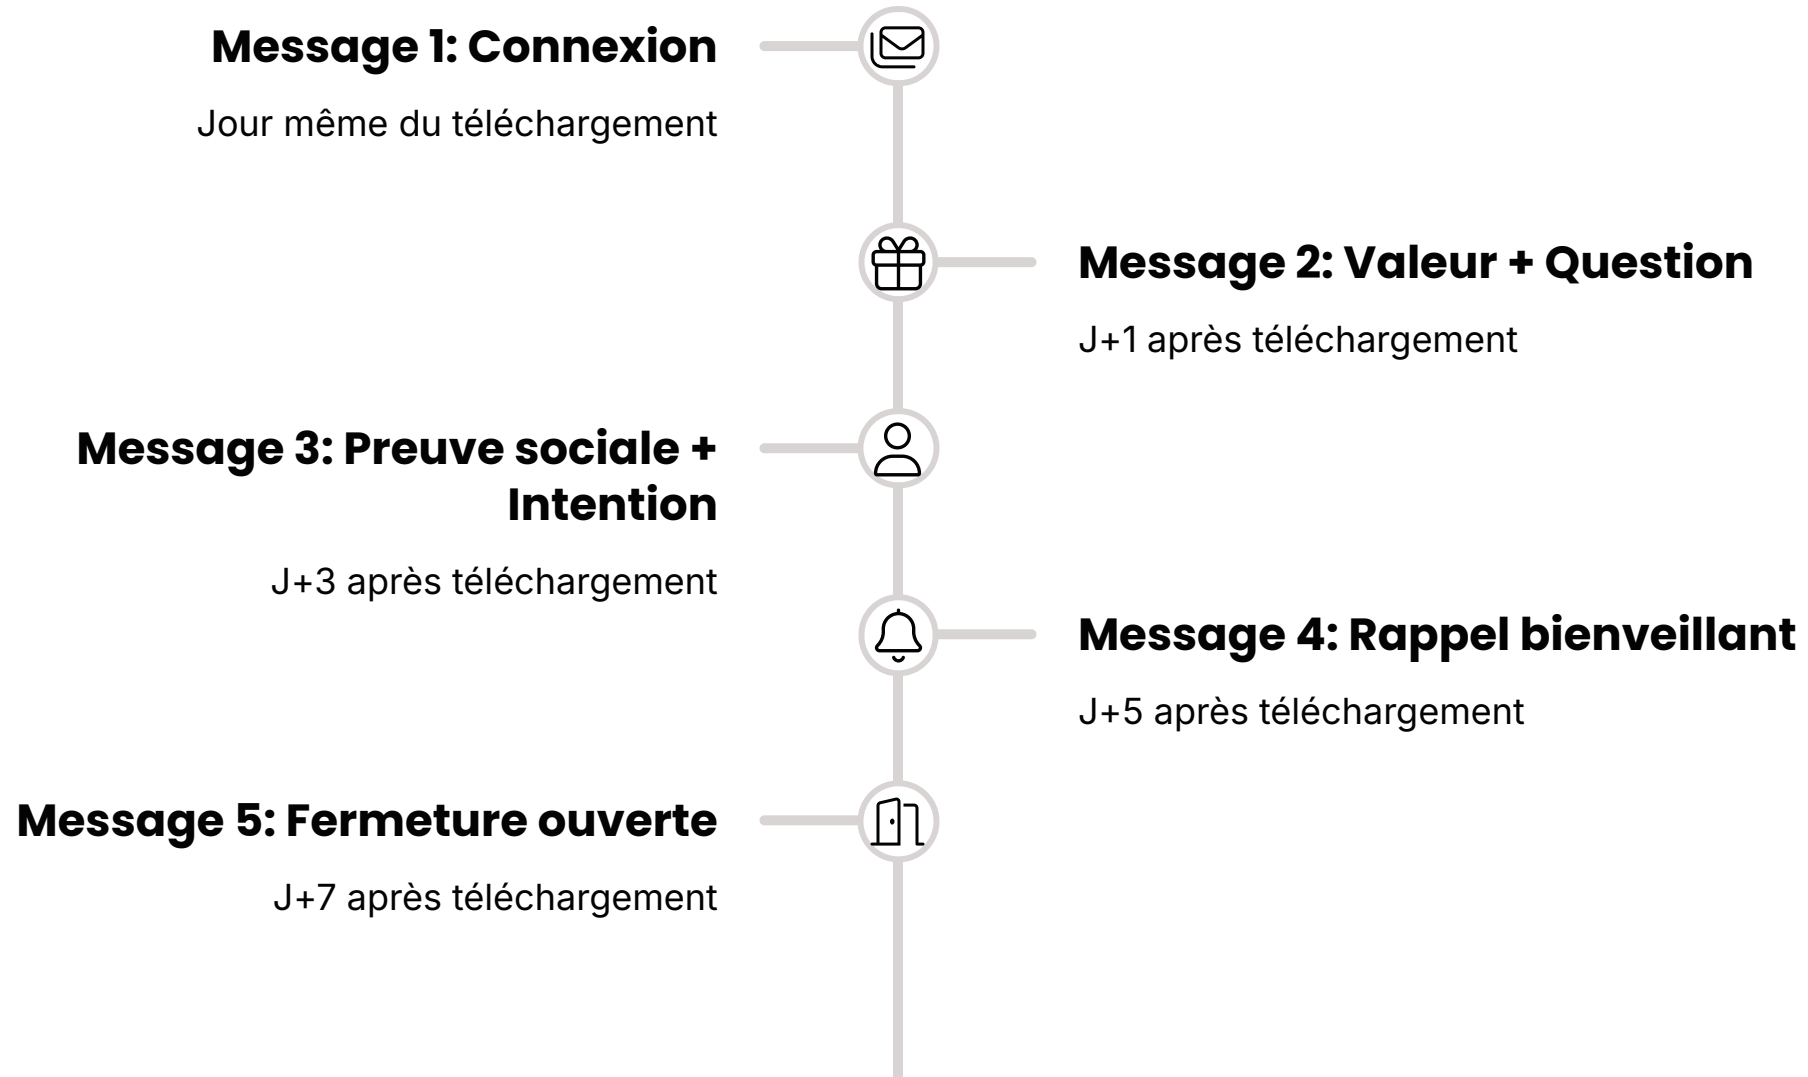 Message 1: Connexion
Jour même du téléchargement
Message 2: Valeur + Question
J+1 après téléchargement
Message 3: Preuve sociale +
Intention
J+3 après téléchargement
Message 4: Rappel bienveillant
J+5 après téléchargement
Message 5: Fermeture ouverte
J+7 après téléchargement